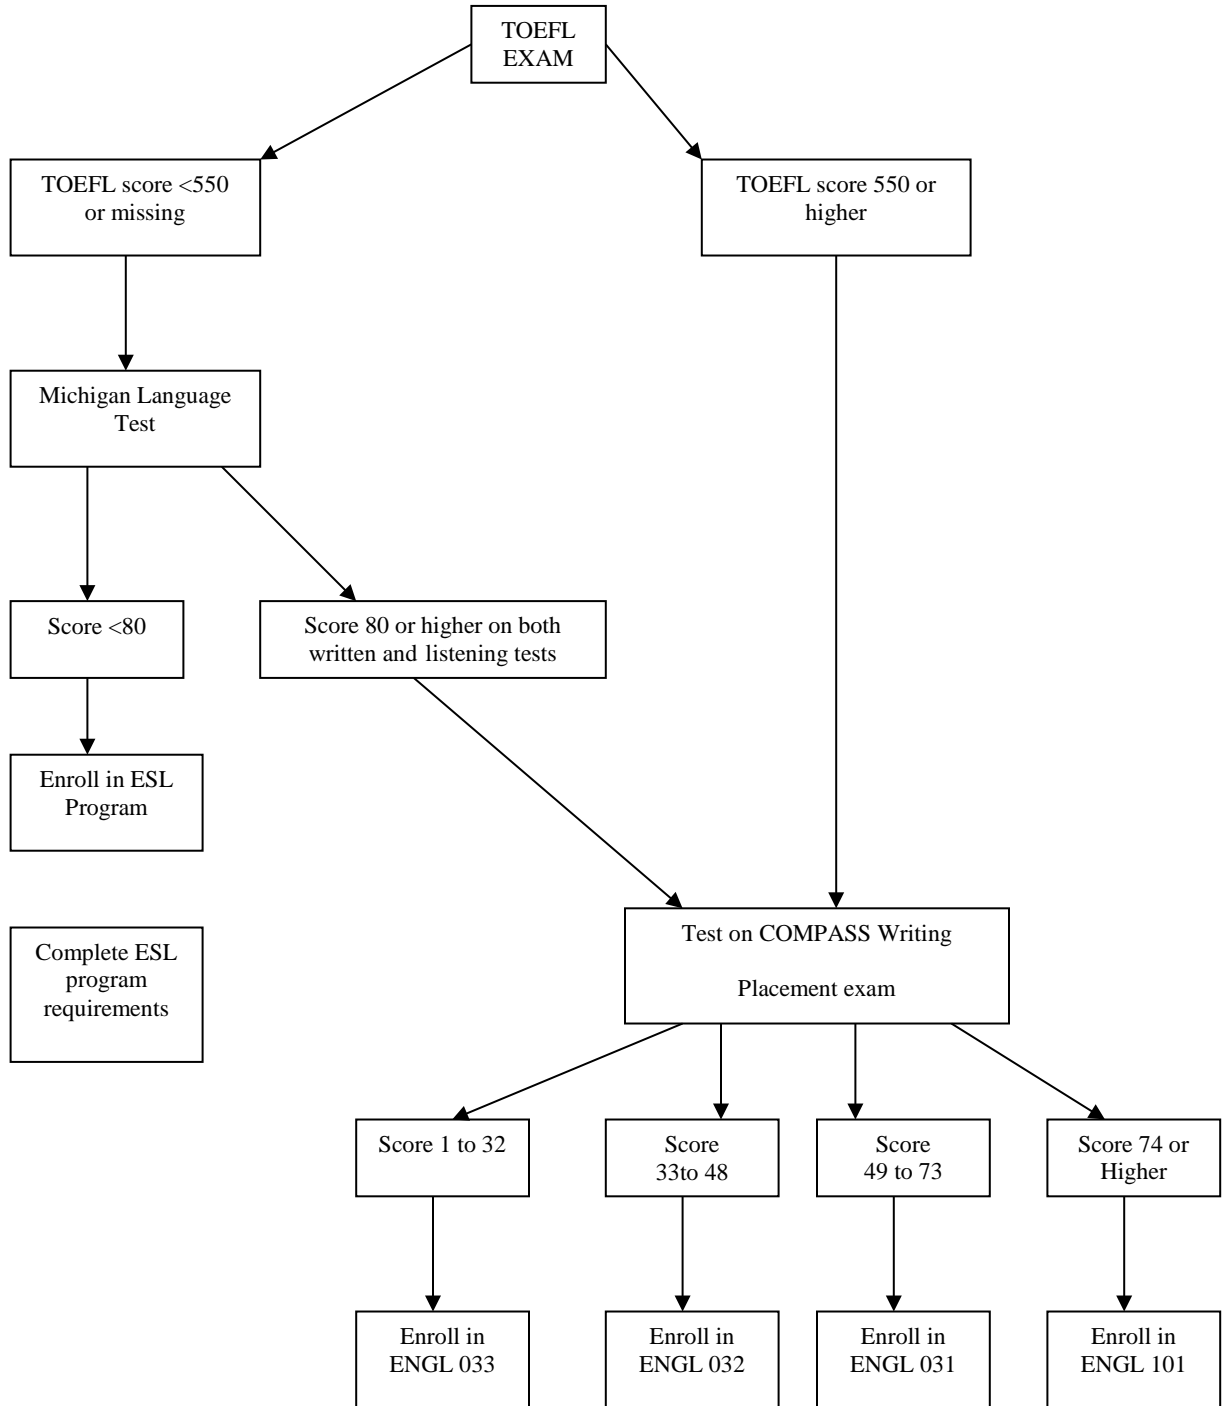 TOEFL
EXAM
TOEFL score <550
or missing
TOEFL score 550 or
higher
Michigan Language
Test
Score <80
Score 80 or higher on both
written and listening tests
Enroll in ESL
Program
Complete ESL
program
requirements
Test on COMPASS Writing
Placement exam
Score 1 to 32
Score
33to 48
Score
49 to 73
Score 74 or
Higher
Enroll in
ENGL 033
Enroll in
ENGL 032
Enroll in
ENGL 031
Enroll in
ENGL 101